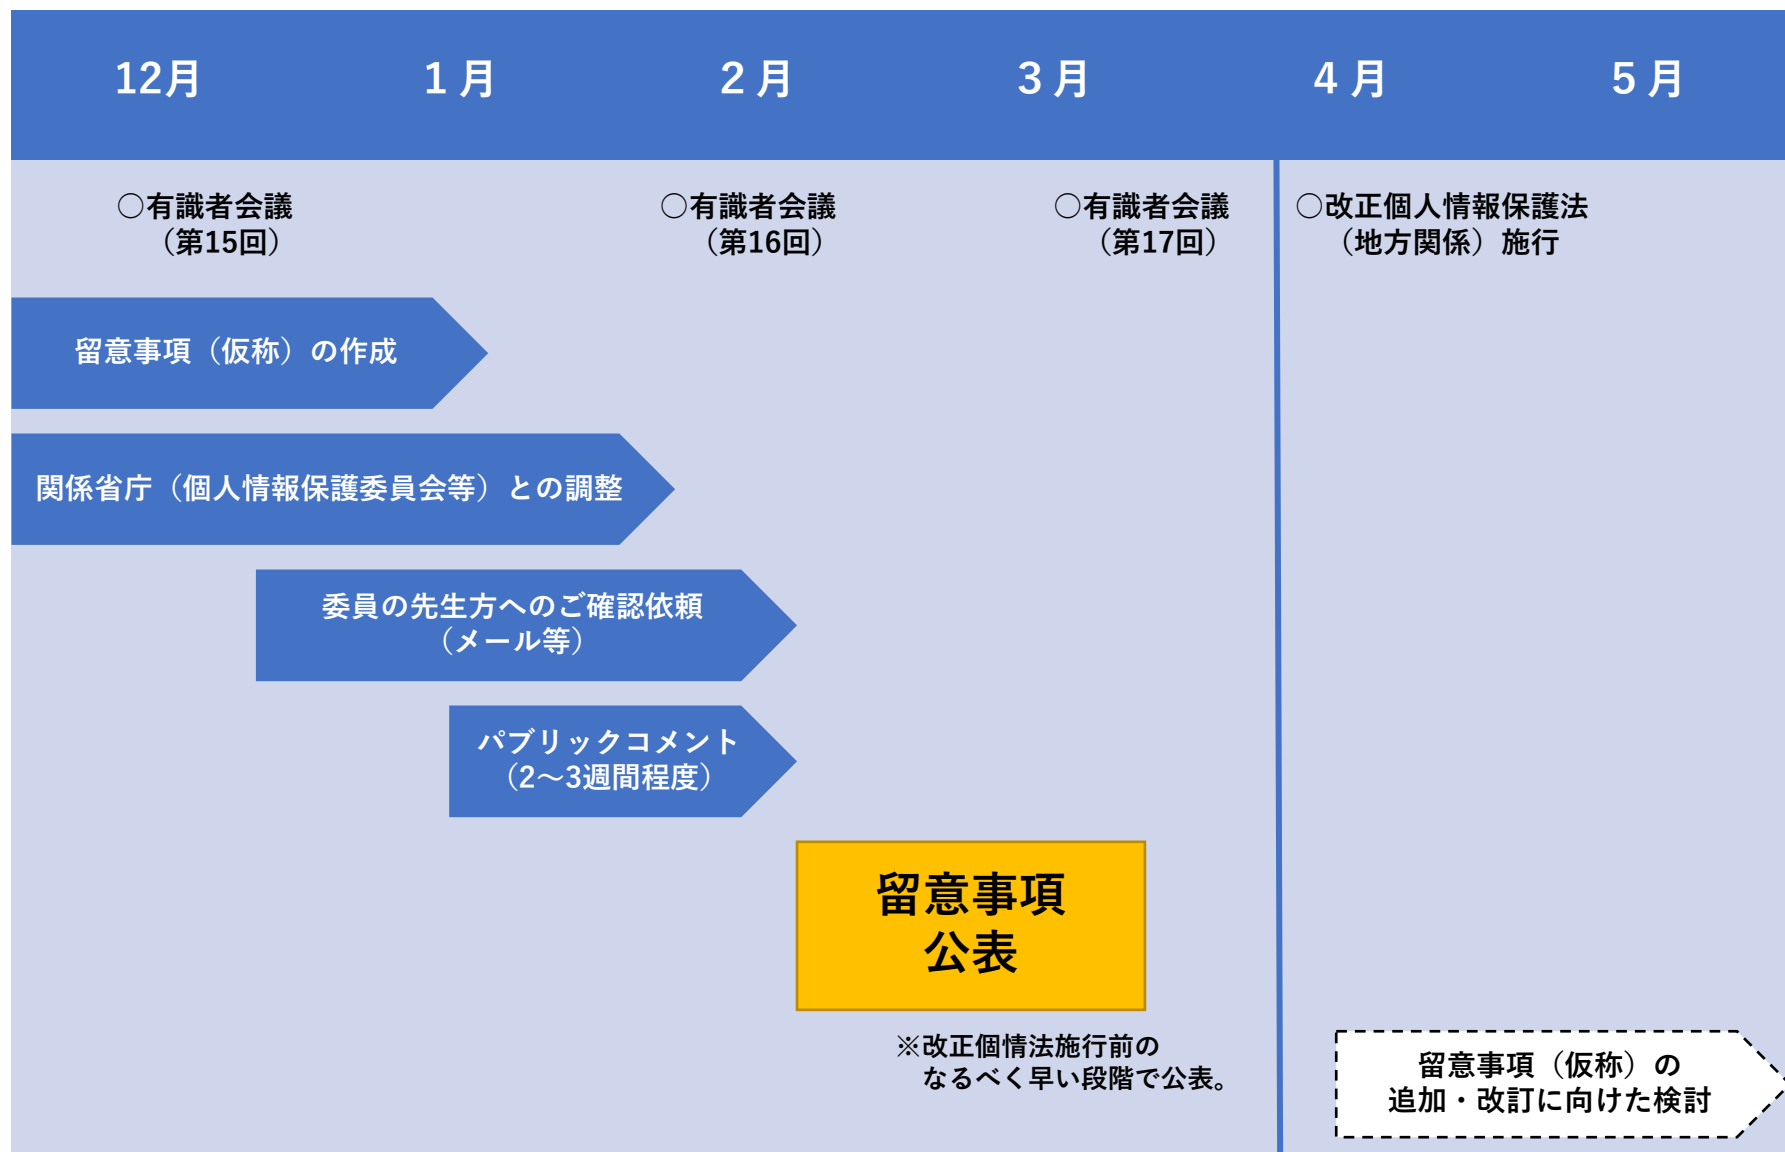 12月
1月
2月
3月
4月
5月
○有識者会議
（第15回）
○有識者会議
（第16回）
○有識者会議
（第17回）
○改正個人情報保護法
（地方関係）施行
留意事項（仮称）の作成
関係省庁（個人情報保護委員会等）との調整
委員の先生方へのご確認依頼
（メール等）
パブリックコメント
（2～3週間程度）
留意事項
公表
※改正個情法施行前の
なるべく早い段階で公表。
留意事項（仮称）の
追加・改訂に向けた検討